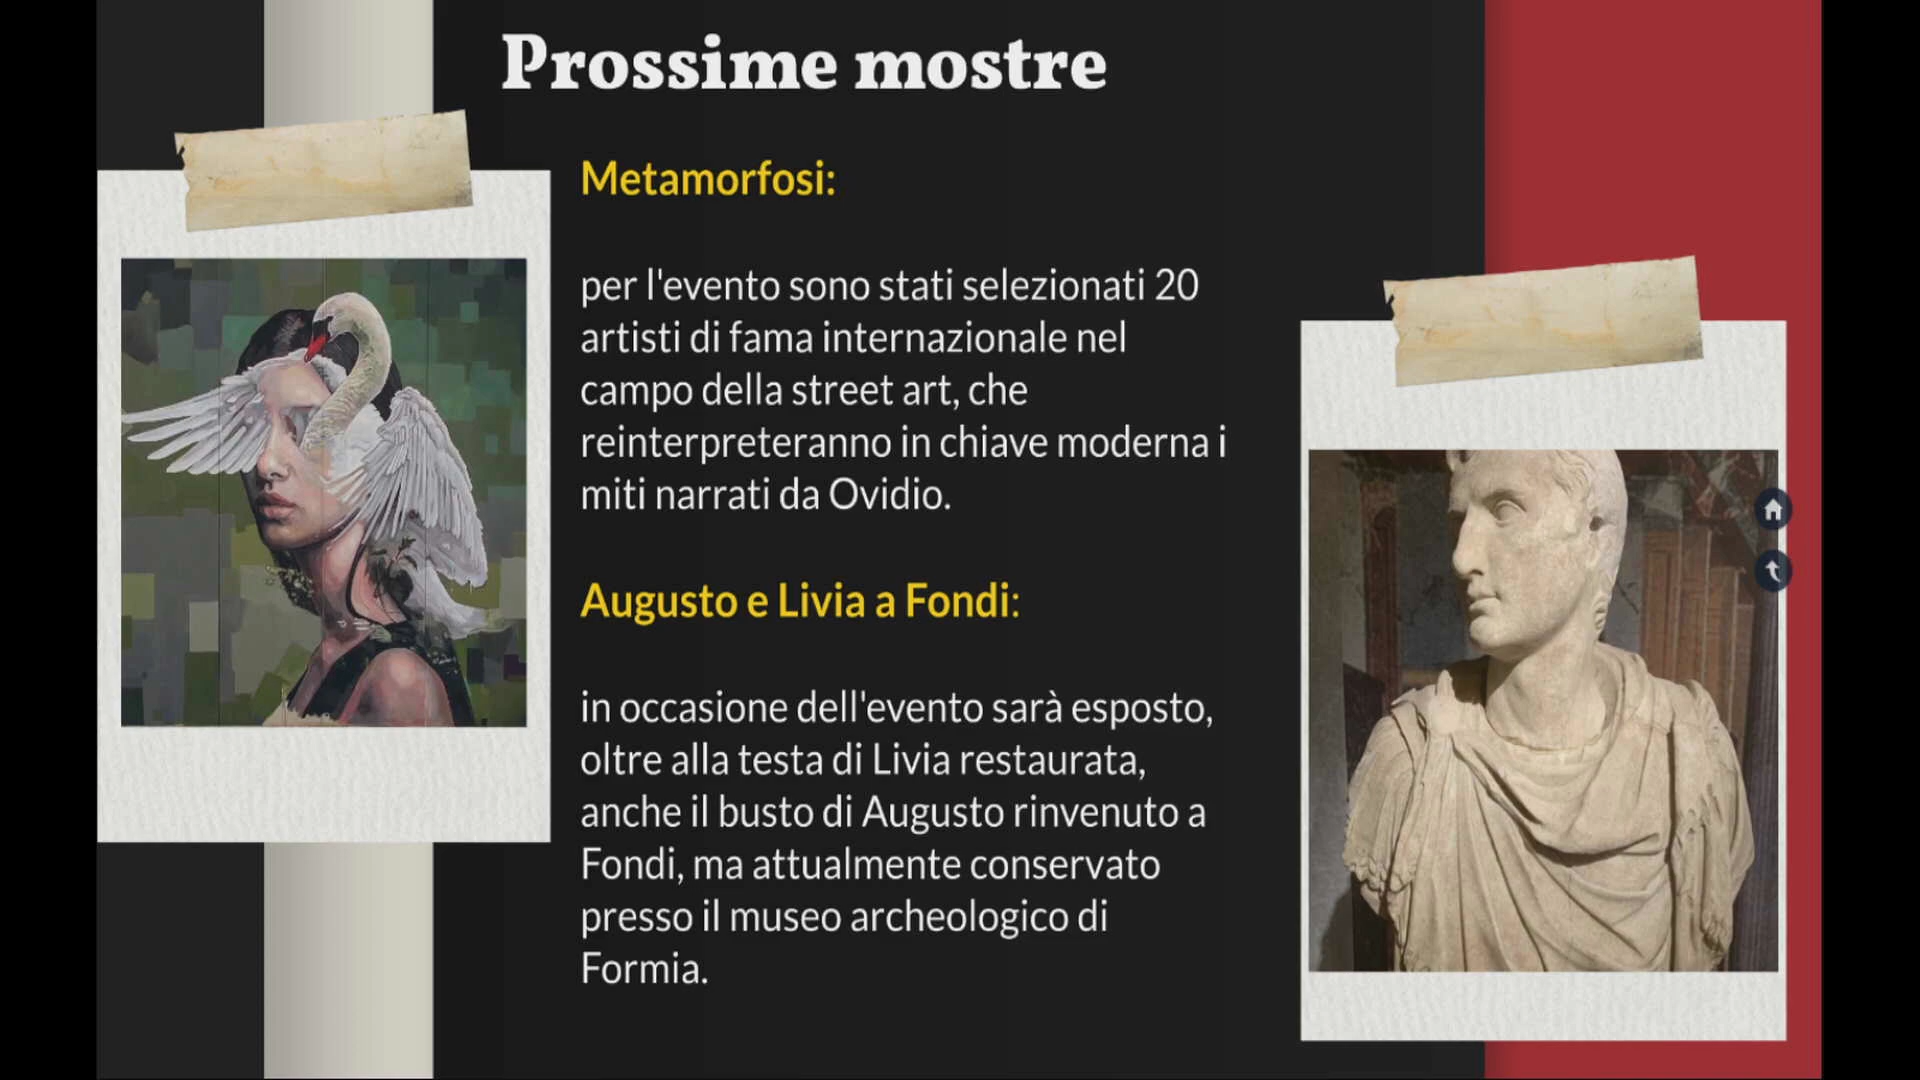 Prossime mostre
Metamorfosi:
per l'evento sono stati selezionati 20
artisti di fama internazionale nel
campo della street art, che
reinterpreteranno in chiave moderna i
miti narrati da Ovidio.
Augusto e Livia a Fondi:
in occasione dell'evento sarà esposto,
oltre alla testa di Livia restaurata,
anche il busto di Augusto rinvenuto a
Fondi, ma attualmente conservato
presso il museo archeologico di
Formia.